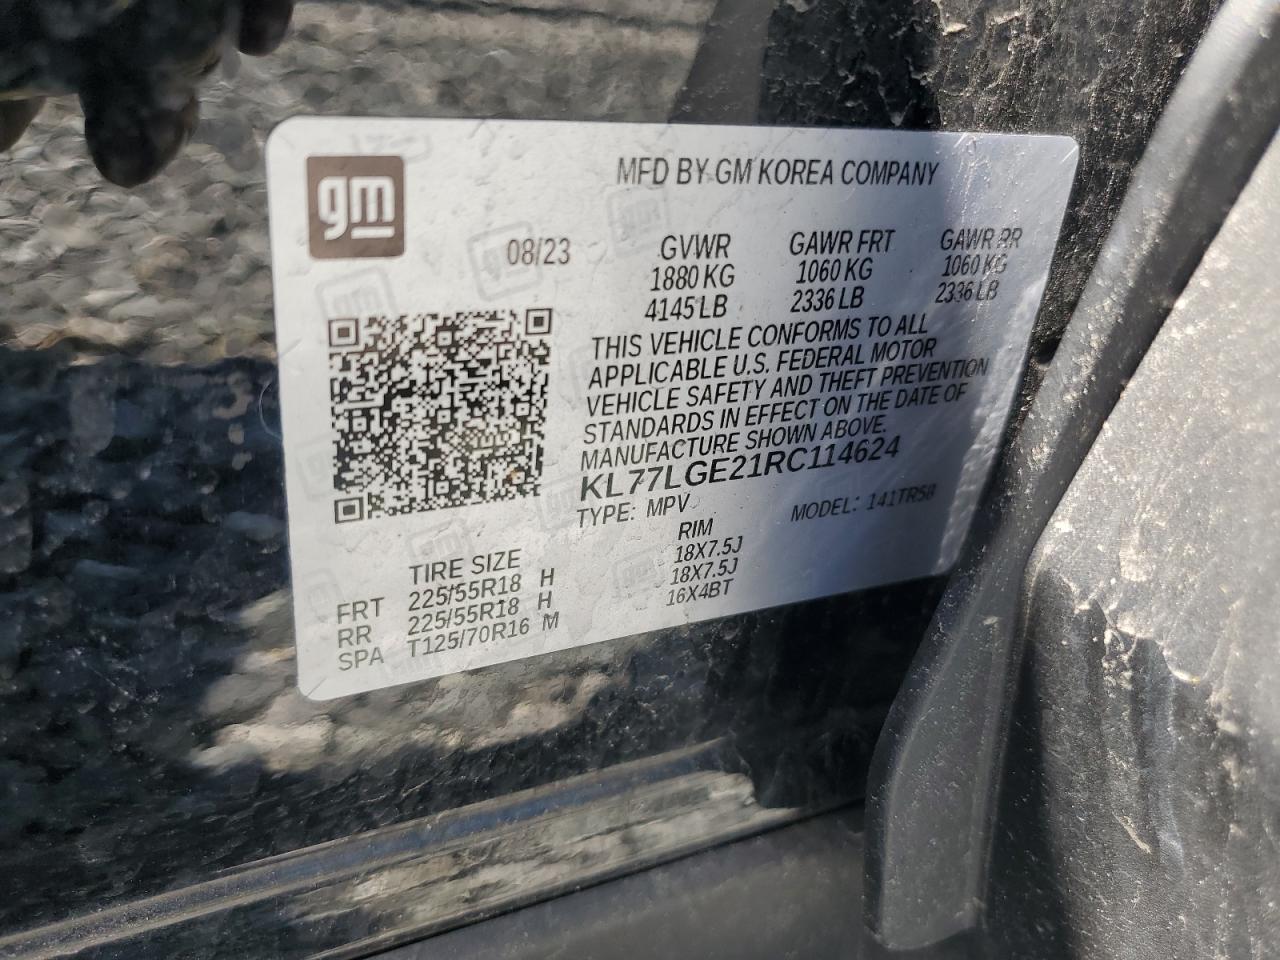 gm
MFD BY GM KOREA COMPANY
08/23
GVWR GAWR FRT GAWR RR
1880 KG 1060 KG 1060 KG
4145 LB 2336 LB 2336 LB
THIS VEHICLE CONFORMS TO ALL
APPLICABLE U.S. FEDERAL MOTOR
VEHICLE SAFETY AND THEFT PREVENTION
STANDARDS IN EFFECT ON THE DATE OF
MANUFACTURE SHOWN ABOVE.
KL77LGE21RC114624
TYPE: MPV MODEL: 141TR58
TIRE SIZE RIM
FRT 225/55R18 H 18X7.5J
RR 225/55R18 H 18X7.5J
SPA T125/70R16 M 16X4BT